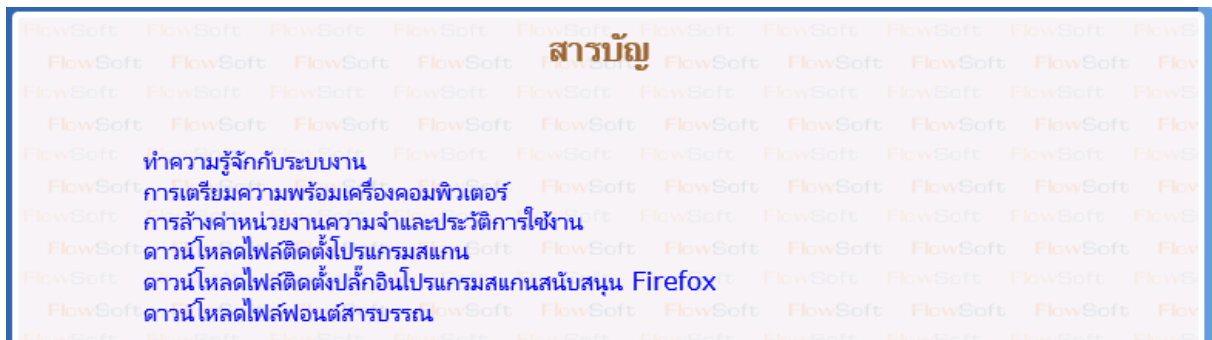 สารบัญ
ทำความรู้จักกับระบบงาน
การเตรียมความพร้อมเครื่องคอมพิวเตอร์
การล้างค่าหน่วยงานความจำและประวัติการใช้งาน
ดาวน์โหลดไฟล์ติดตั้งโปรแกรมสแกน
ดาวน์โหลดไฟล์ติดตั้งปลั๊กอินโปรแกรมสแกนสนับสนุน Firefox
ดาวน์โหลดไฟล์ฟอนต์สารบรรณ